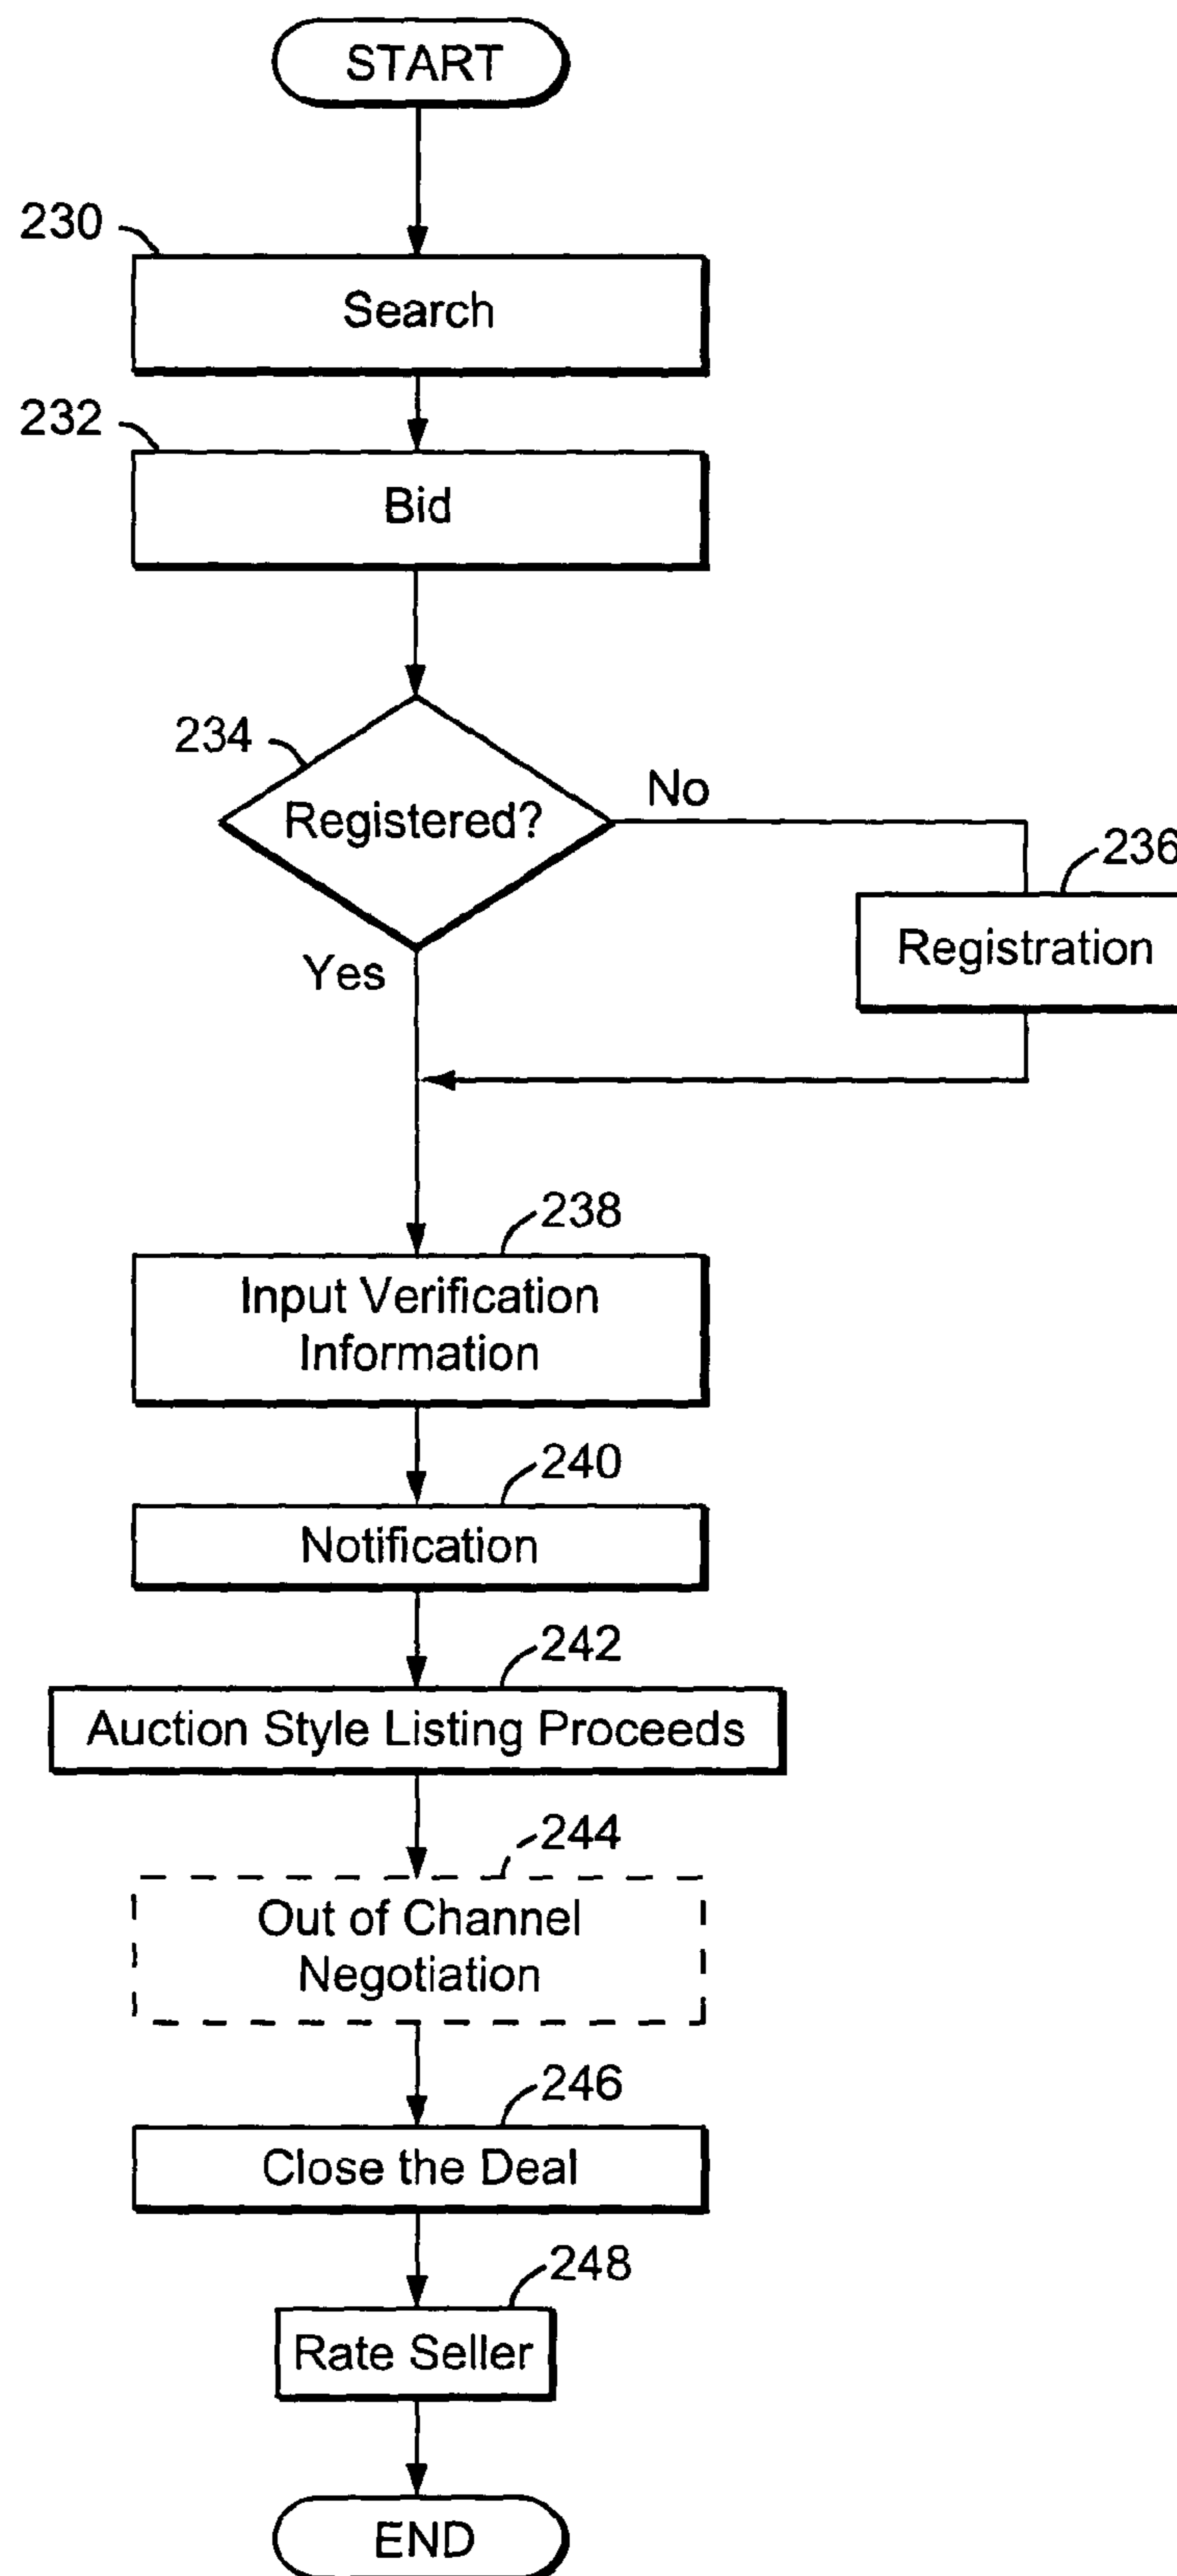 START
230
Search
232
Bid
234
Registered?
No
236
Registration
Yes
238
Input Verification
Information
240
Notification
242
Auction Style Listing Proceeds
244
Out of Channel
Negotiation
246
Close the Deal
248
Rate Seller
END